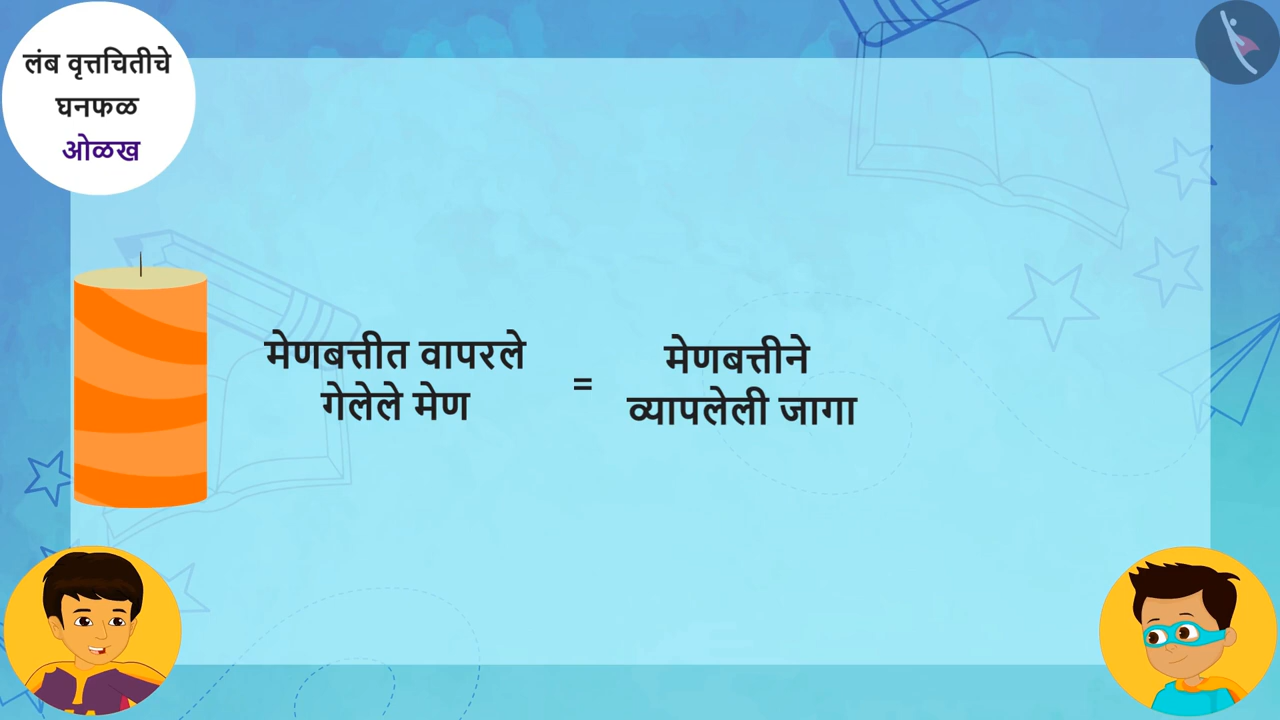 लंब वृत्तचितीचे
घनफळ
ओळख
मेणबत्तीत वापरले
गेलेले मेण
=
मेणबत्तीने
व्यापलेली जागा